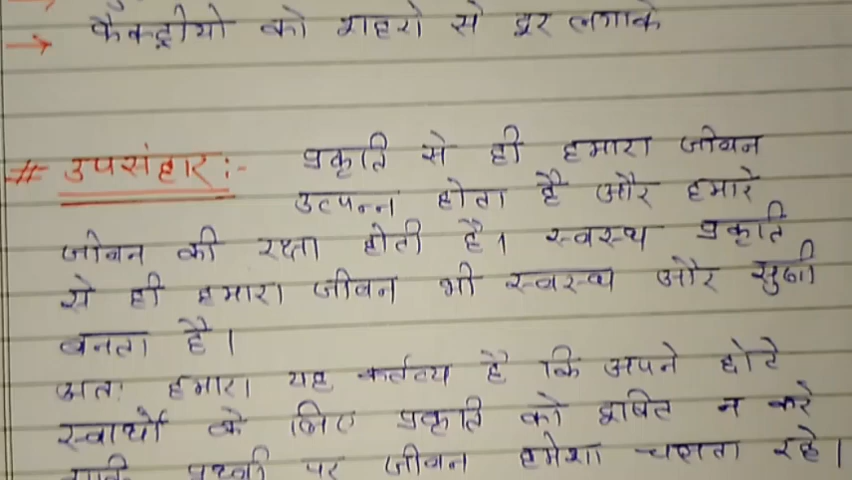 → फैक्ट्रीयो को शहरो से दूर लगाके
# उपसंहार:- प्रकृति से ही हमारा जीवन
उत्पन्न होता है और हमारे
जीवन की रक्षा होती है। स्वस्थ प्रकृति
से ही हमारा जीवन भी स्वस्थ और सुखी
बनता है।
अतः हमारा यह कर्तव्य है कि अपने छोटे
स्वार्थो के लिए प्रकृति को दूषित न करे
ताकि पृथ्वी पर जीवन हमेशा चलता रहे।